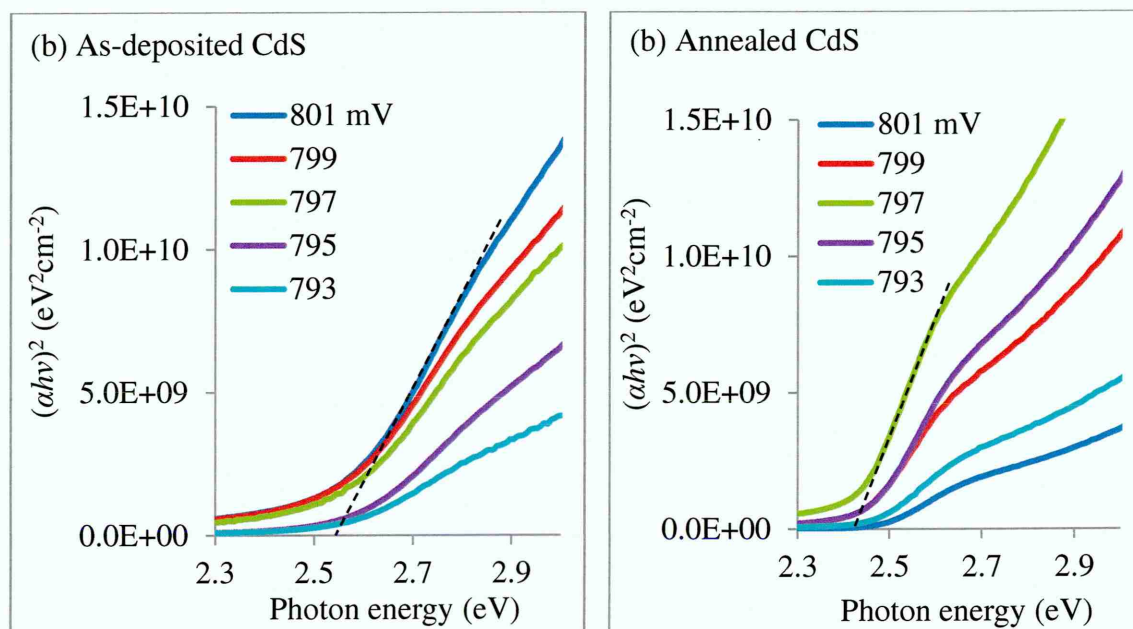 (b) As-deposited CdS
1.5E+10
1.0E+10
5.0E+09
0.0E+00
(αhν)² (eV²cm⁻²)
801 mV
799
797
795
793
2.3
2.5
2.7
2.9
Photon energy (eV)
(b) Annealed CdS
1.5E+10
1.0E+10
5.0E+09
0.0E+00
(αhν)² (eV²cm⁻²)
801 mV
799
797
795
793
2.3
2.5
2.7
2.9
Photon energy (eV)